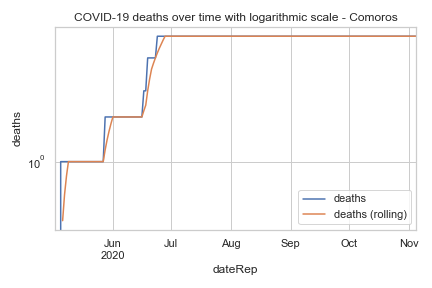 COVID-19 deaths over time with logarithmic scale - Comoros
deaths
10^0
deaths
deaths (rolling)
Jun
2020
Jul
Aug
Sep
Oct
Nov
dateRep